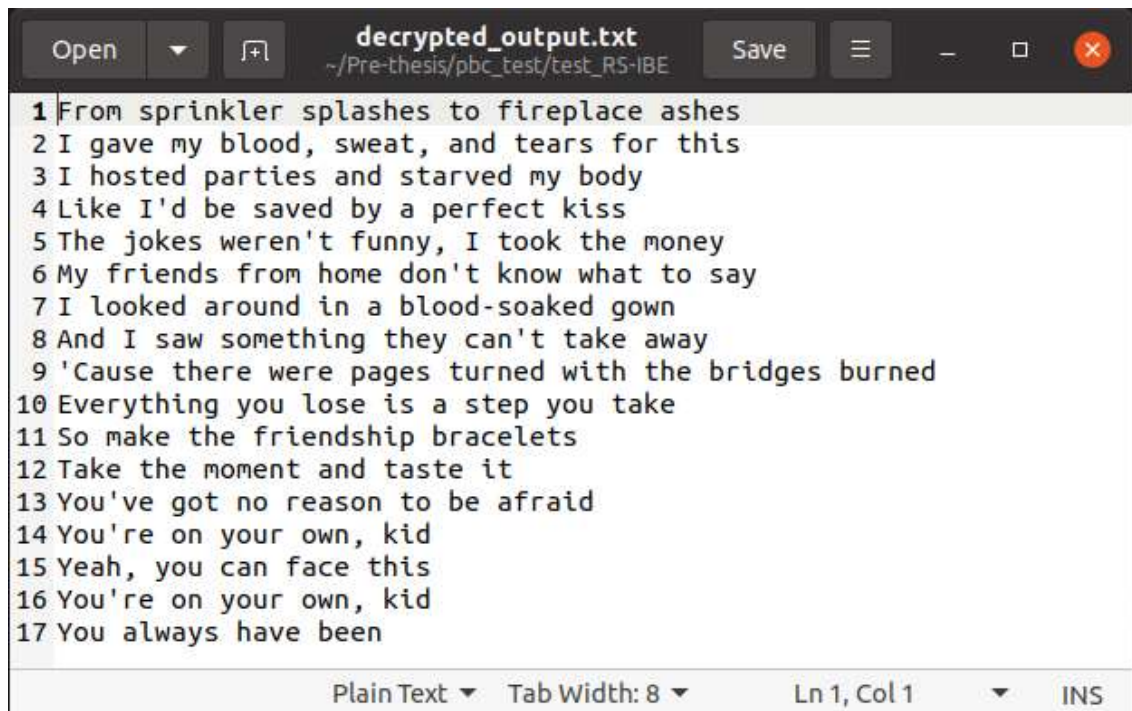 Open
decrypted_output.txt
Save
~/Pre-thesis/pbc_test/test_RS-IBE
1 From sprinkler splashes to fireplace ashes
2 I gave my blood, sweat, and tears for this
3 I hosted parties and starved my body
4 Like I'd be saved by a perfect kiss
5 The jokes weren't funny, I took the money
6 My friends from home don't know what to say
7 I looked around in a blood-soaked gown
8 And I saw something they can't take away
9 'Cause there were pages turned with the bridges burned
10 Everything you lose is a step you take
11 So make the friendship bracelets
12 Take the moment and taste it
13 You've got no reason to be afraid
14 You're on your own, kid
15 Yeah, you can face this
16 You're on your own, kid
17 You always have been
Plain Text Tab Width: 8 Ln 1, Col 1 INS